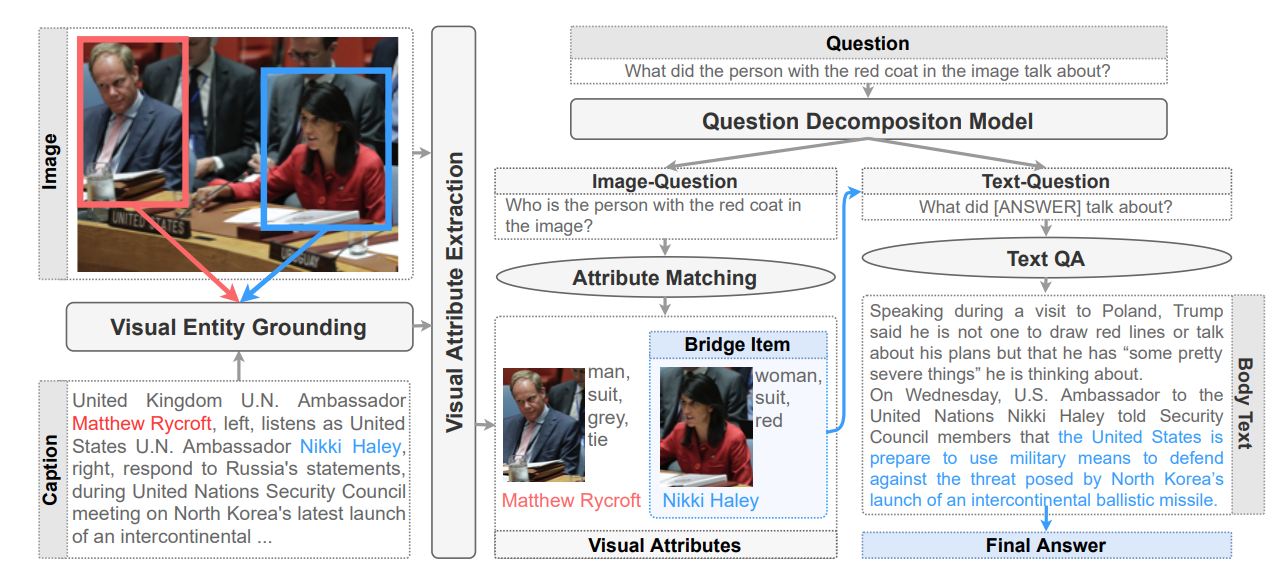 Image
UNITED STATES
URUGUAY
Visual Entity Grounding
Caption
United Kingdom U.N. Ambassador
Matthew Rycroft, left, listens as United
States U.N. Ambassador Nikki Haley,
right, respond to Russia's statements,
during United Nations Security Council
meeting on North Korea's latest launch
of an intercontinental ...
Visual Attribute Extraction
Question
What did the person with the red coat in the image talk about?
Question Decompositon Model
Image-Question
Who is the person with the red coat in
the image?
Attribute Matching
man,
suit,
grey,
tie
Matthew Rycroft
Bridge Item
woman,
suit,
red
Nikki Haley
Visual Attributes
Text-Question
What did [ANSWER] talk about?
Text QA
Speaking during a visit to Poland, Trump
said he is not one to draw red lines or talk
about his plans but that he has “some pretty
severe things” he is thinking about.
On Wednesday, U.S. Ambassador to the
United Nations Nikki Haley told Security
Council members that the United States is
prepare to use military means to defend
against the threat posed by North Korea’s
launch of an intercontinental ballistic missile.
Body Text
Final Answer